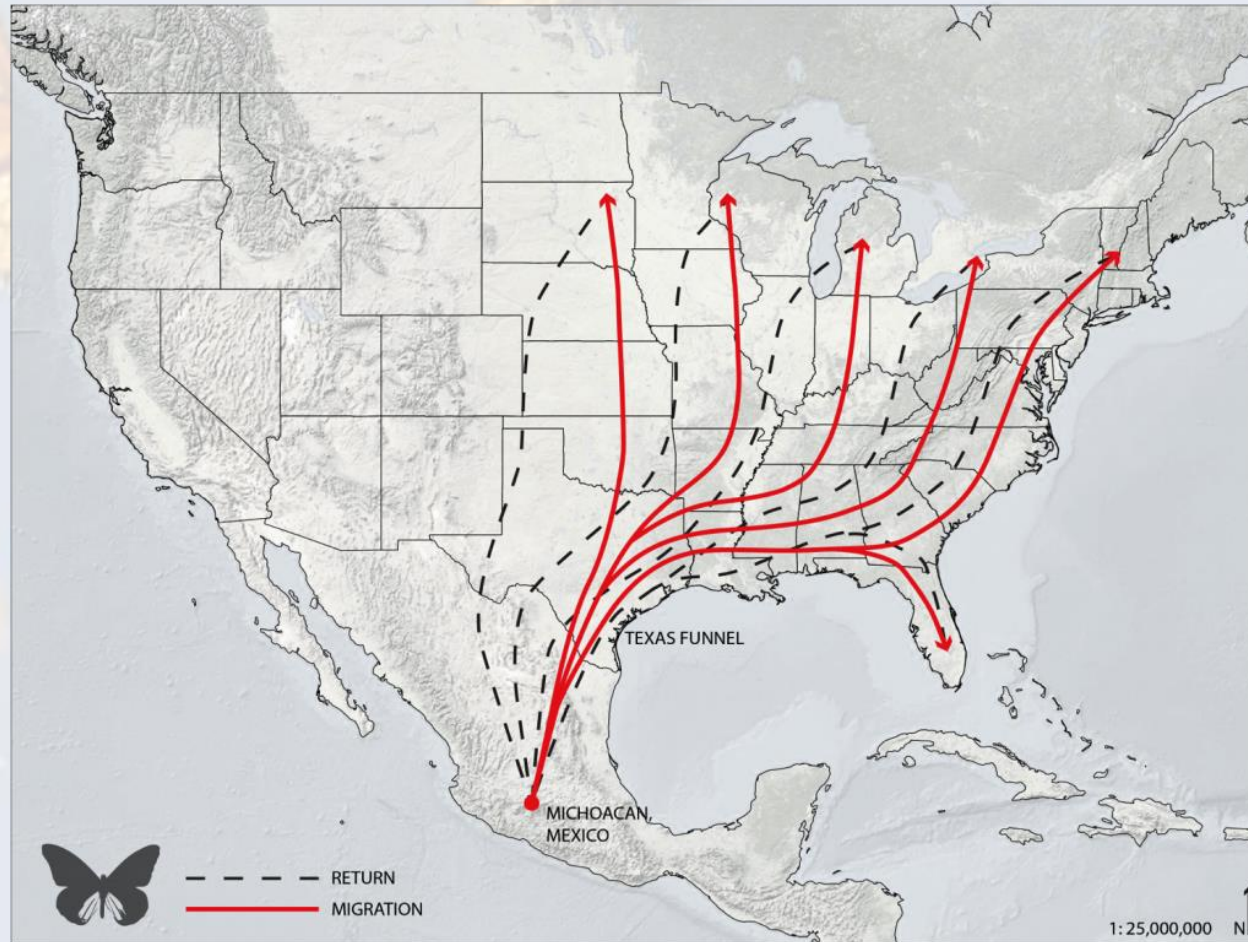 TEXAS FUNNEL
MICHOACAN,
MEXICO
RETURN
MIGRATION
1: 25,000,000 N